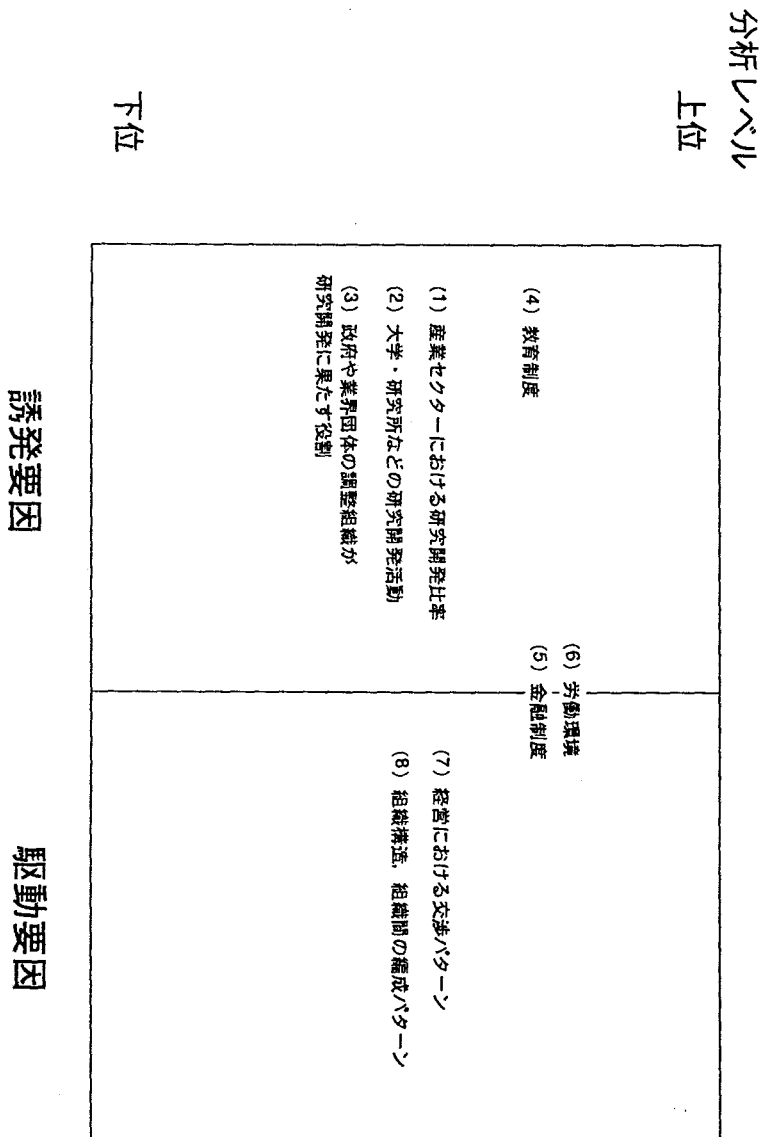 分析レベル
上位
(6) 労働環境
(4) 教育制度
(5) 金融制度
(1) 産業セクターにおける研究開発比率
(7) 経営における交渉パターン
(2) 大学・研究所などの研究開発活動
(8) 組織構造, 組織間の編成パターン
(3) 政府や業界団体の調整組織が
研究開発に果たす役割
下位
誘発要因
駆動要因